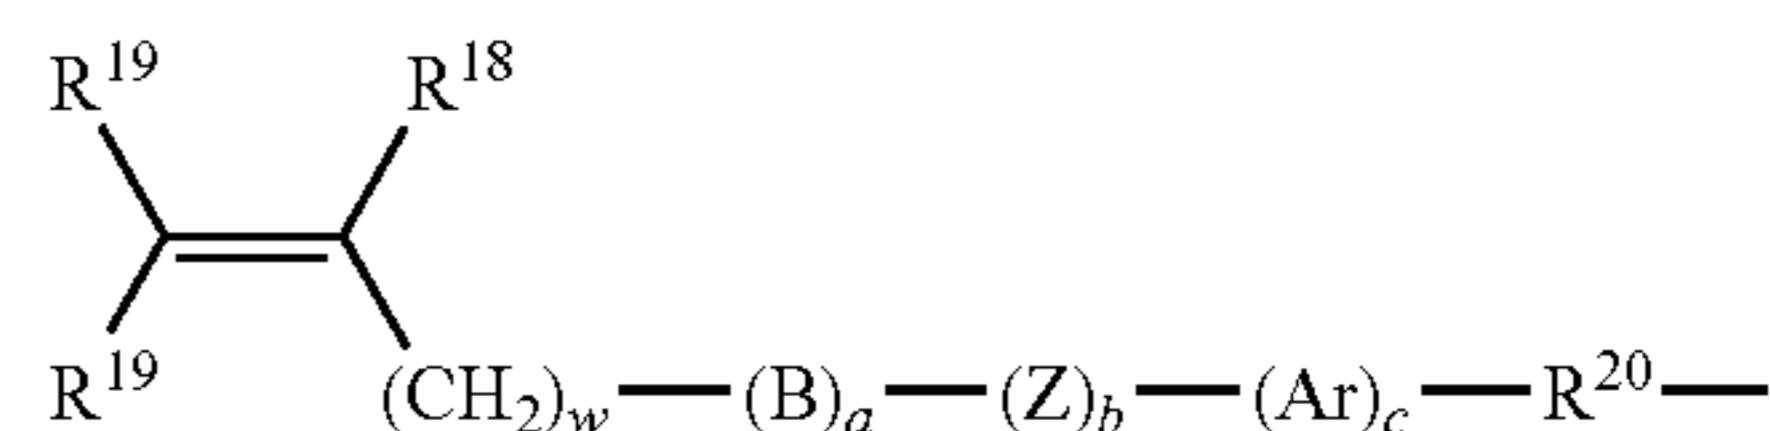 R¹⁹ R¹⁸
R¹⁹ (CH₂)w—(B)a—(Z)b—(Ar)c—R²⁰—